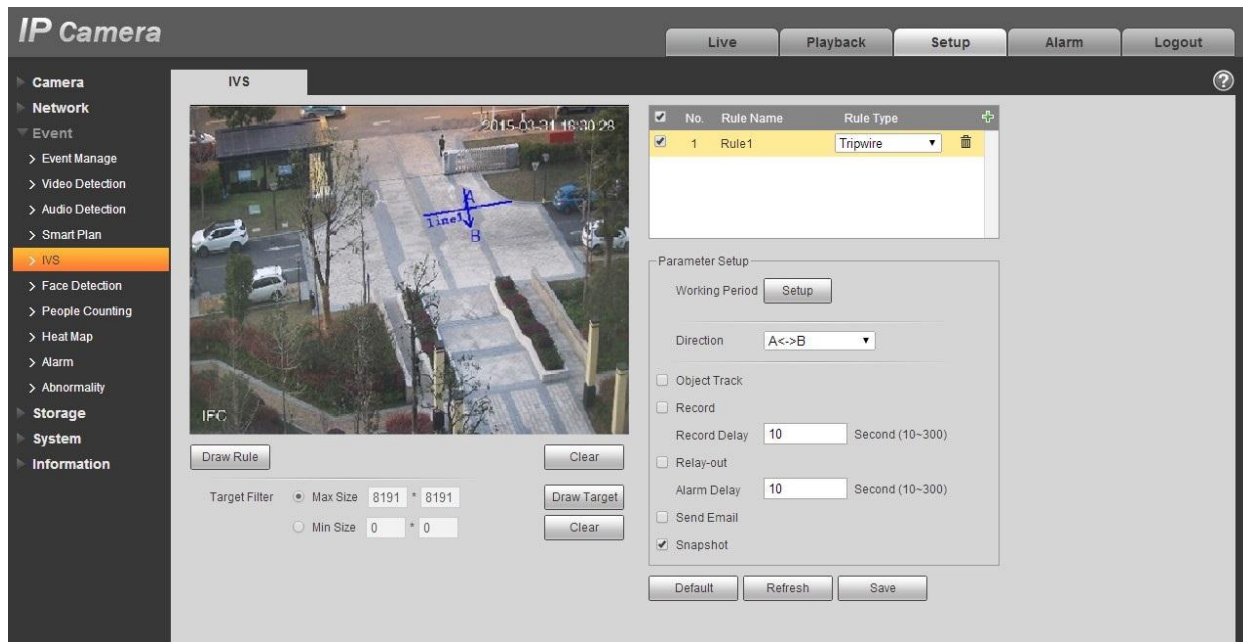 IP Camera
Live Playback Setup Alarm Logout
Camera
Network
Event
> Event Manage
> Video Detection
> Audio Detection
> Smart Plan
> IVS
> Face Detection
> People Counting
> Heat Map
> Alarm
> Abnormality
Storage
System
Information
IVS
?
2015-03-31 18:30:28
A
line1
B
IPC
Draw Rule Clear
Target Filter Max Size 8191 * 8191 Draw Target
Min Size 0 * 0 Clear
No. Rule Name Rule Type
1 Rule1 Tripwire
Parameter Setup
Working Period Setup
Direction A<->B
Object Track
Record
Record Delay 10 Second (10~300)
Relay-out
Alarm Delay 10 Second (10~300)
Send Email
Snapshot
Default Refresh Save